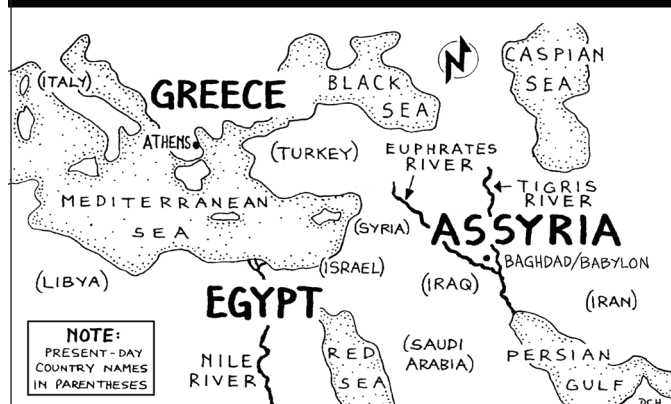 CASPIAN
SEA
(ITALY)
GREECE
BLACK
SEA
N
ATHENS
(TURKEY)
EUPHRATES
RIVER
TIGRIS
RIVER
MEDITERRANEAN
SEA
(SYRIA)
ASSYRIA
BAGHDAD/BABYLON
(ISRAEL)
(LIBYA)
(IRAQ)
(IRAN)
EGYPT
NOTE:
PRESENT-DAY
COUNTRY NAMES
IN PARENTHESES
NILE
RIVER
RED
SEA
(SAUDI
ARABIA)
PERSIAN
GULF
DCH